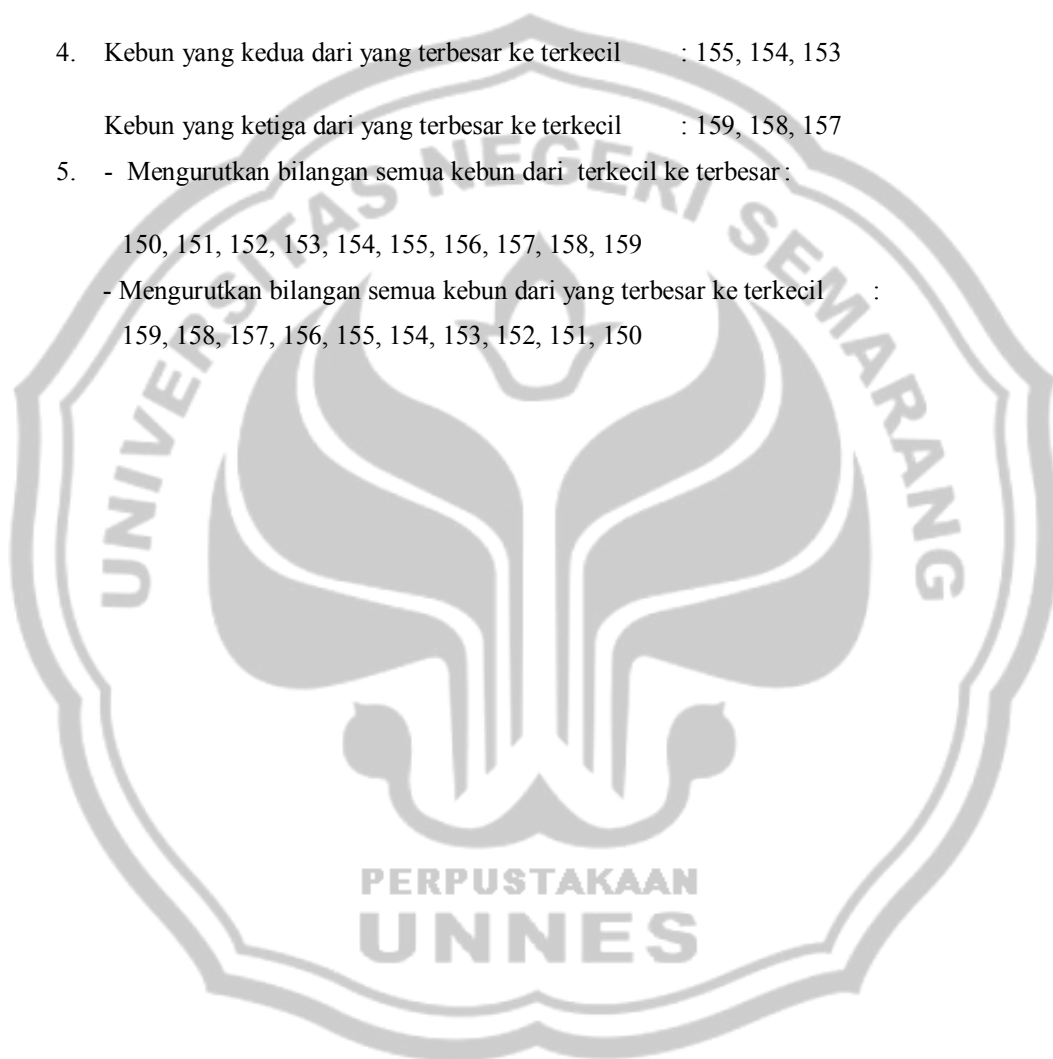 4. Kebun yang kedua dari yang terbesar ke terkecil : 155, 154, 153
Kebun yang ketiga dari yang terbesar ke terkecil : 159, 158, 157
5. - Mengurutkan bilangan semua kebun dari terkecil ke terbesar :
150, 151, 152, 153, 154, 155, 156, 157, 158, 159
- Mengurutkan bilangan semua kebun dari yang terbesar ke terkecil :
159, 158, 157, 156, 155, 154, 153, 152, 151, 150
UNIVERSITAS NEGERI SEMARANG
PERPUSTAKAAN
UNNES